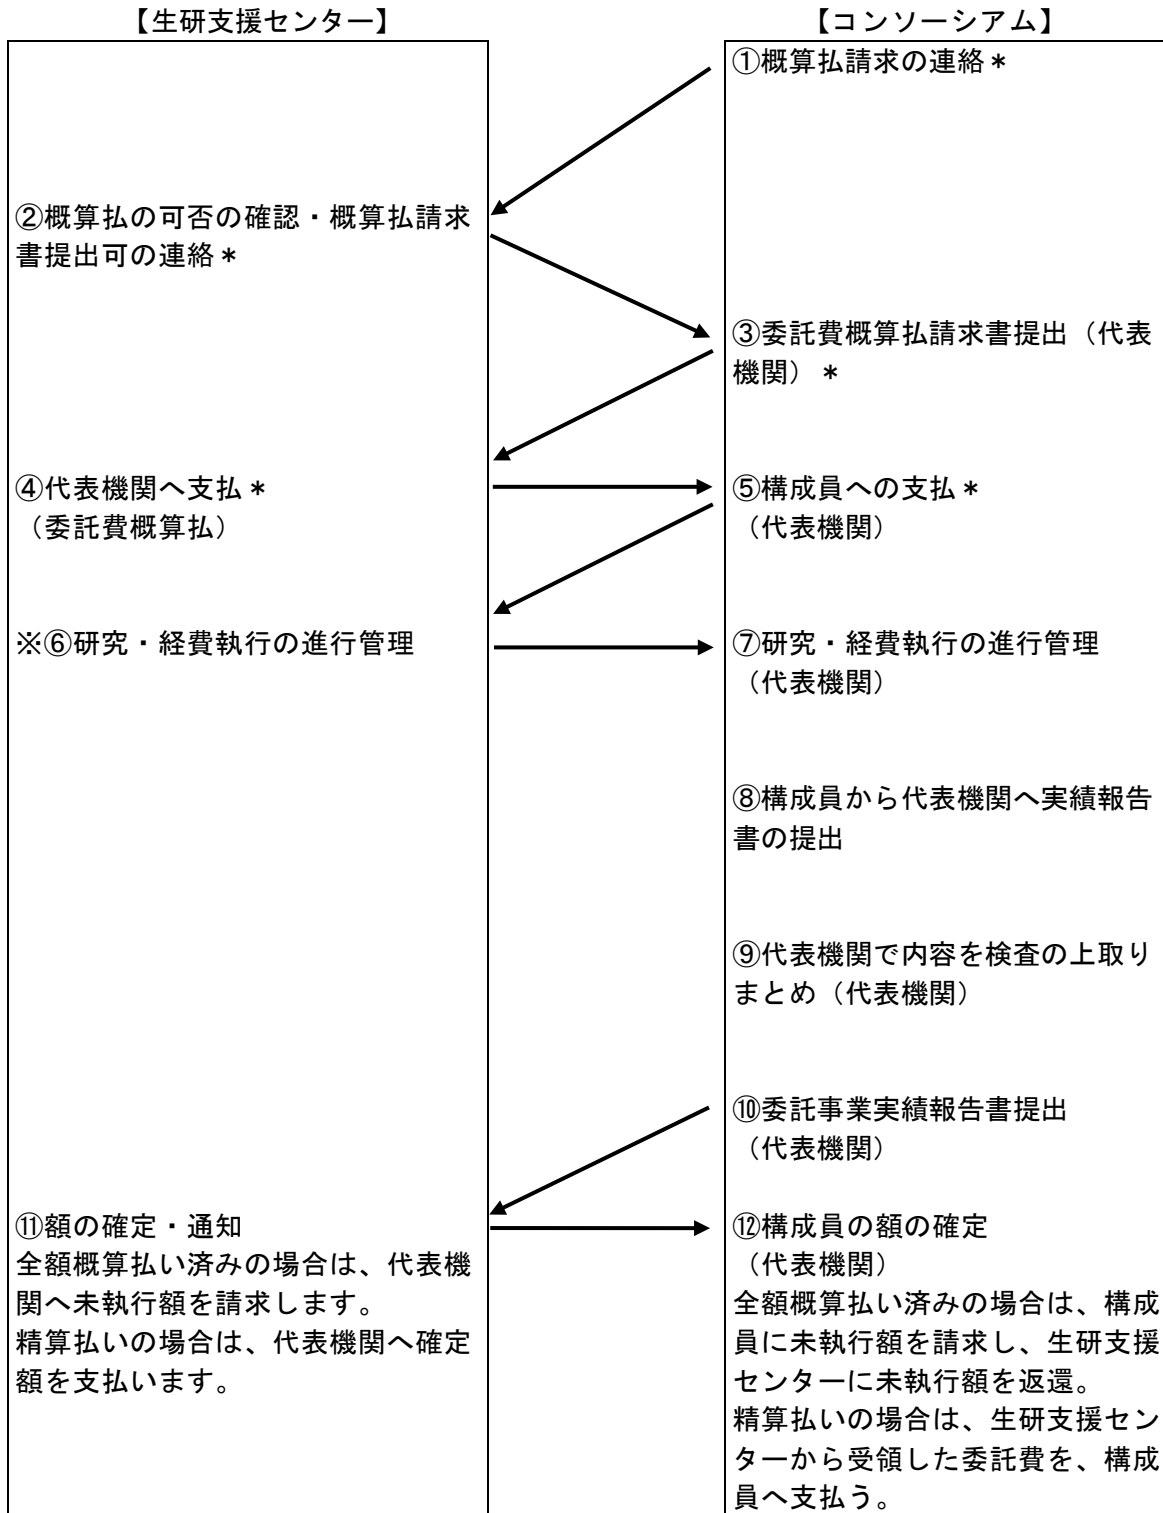 【生研支援センター】
【コンソーシアム】
①概算払請求の連絡＊
②概算払の可否の確認・概算払請求
書提出可の連絡＊
③委託費概算払請求書提出（代表
機関）＊
④代表機関へ支払＊
（委託費概算払）
⑤構成員への支払＊
（代表機関）
※⑥研究・経費執行の進行管理
⑦研究・経費執行の進行管理
（代表機関）
⑧構成員から代表機関へ実績報告
書の提出
⑨代表機関で内容を検査の上取り
まとめ（代表機関）
⑩委託事業実績報告書提出
（代表機関）
⑪額の確定・通知
全額概算払い済みの場合は、代表機
関へ未執行額を請求します。
精算払いの場合は、代表機関へ確定
額を支払います。
⑫構成員の額の確定
（代表機関）
全額概算払い済みの場合は、構成
員に未執行額を請求し、生研支援
センターに未執行額を返還。
精算払いの場合は、生研支援セン
ターから受領した委託費を、構成
員へ支払う。